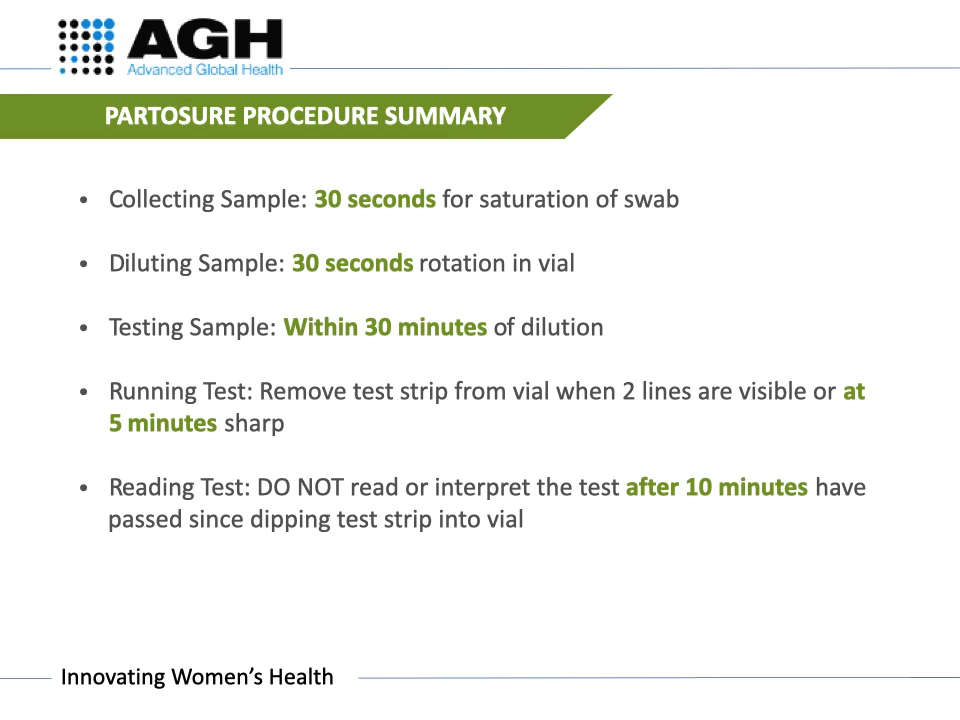 AGH
Advanced Global Health
PARTOSURE PROCEDURE SUMMARY
• Collecting Sample: 30 seconds for saturation of swab
• Diluting Sample: 30 seconds rotation in vial
• Testing Sample: Within 30 minutes of dilution
• Running Test: Remove test strip from vial when 2 lines are visible or at
5 minutes sharp
• Reading Test: DO NOT read or interpret the test after 10 minutes have
passed since dipping test strip into vial
Innovating Women’s Health